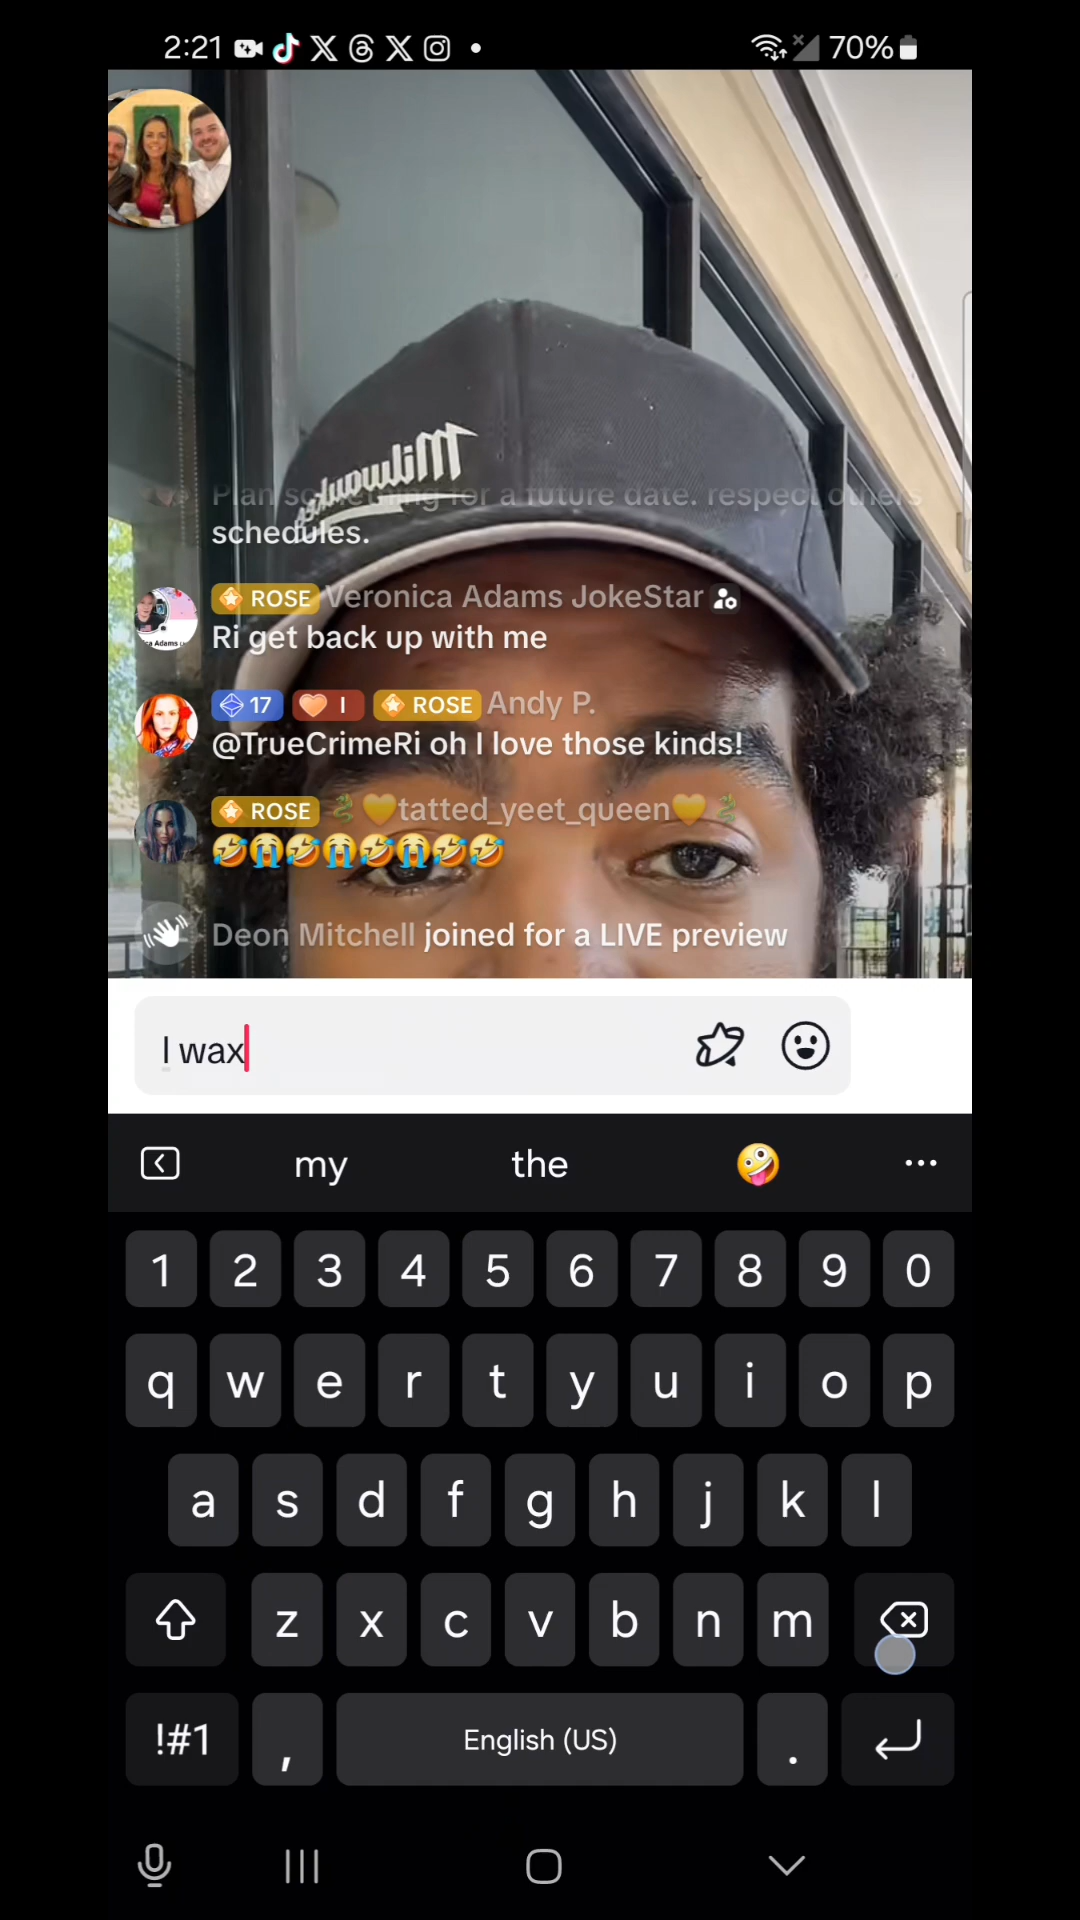 2:21 70%
Milwaukee
Plan something for a future date. respect others
schedules.
ROSE Veronica Adams JokeStar
Ri get back up with me
17 I ROSE Andy P.
@TrueCrimeRi oh I love those kinds!
ROSE 🐉💛tatted_yeet_queen💛🐉
🤣😭🤣😭🤣😭🤣🤣
Deon Mitchell joined for a LIVE preview
I wax
my the 🤪 ...
1 2 3 4 5 6 7 8 9 0
q w e r t y u i o p
a s d f g h j k l
z x c v b n m
!#1 , English (US) .